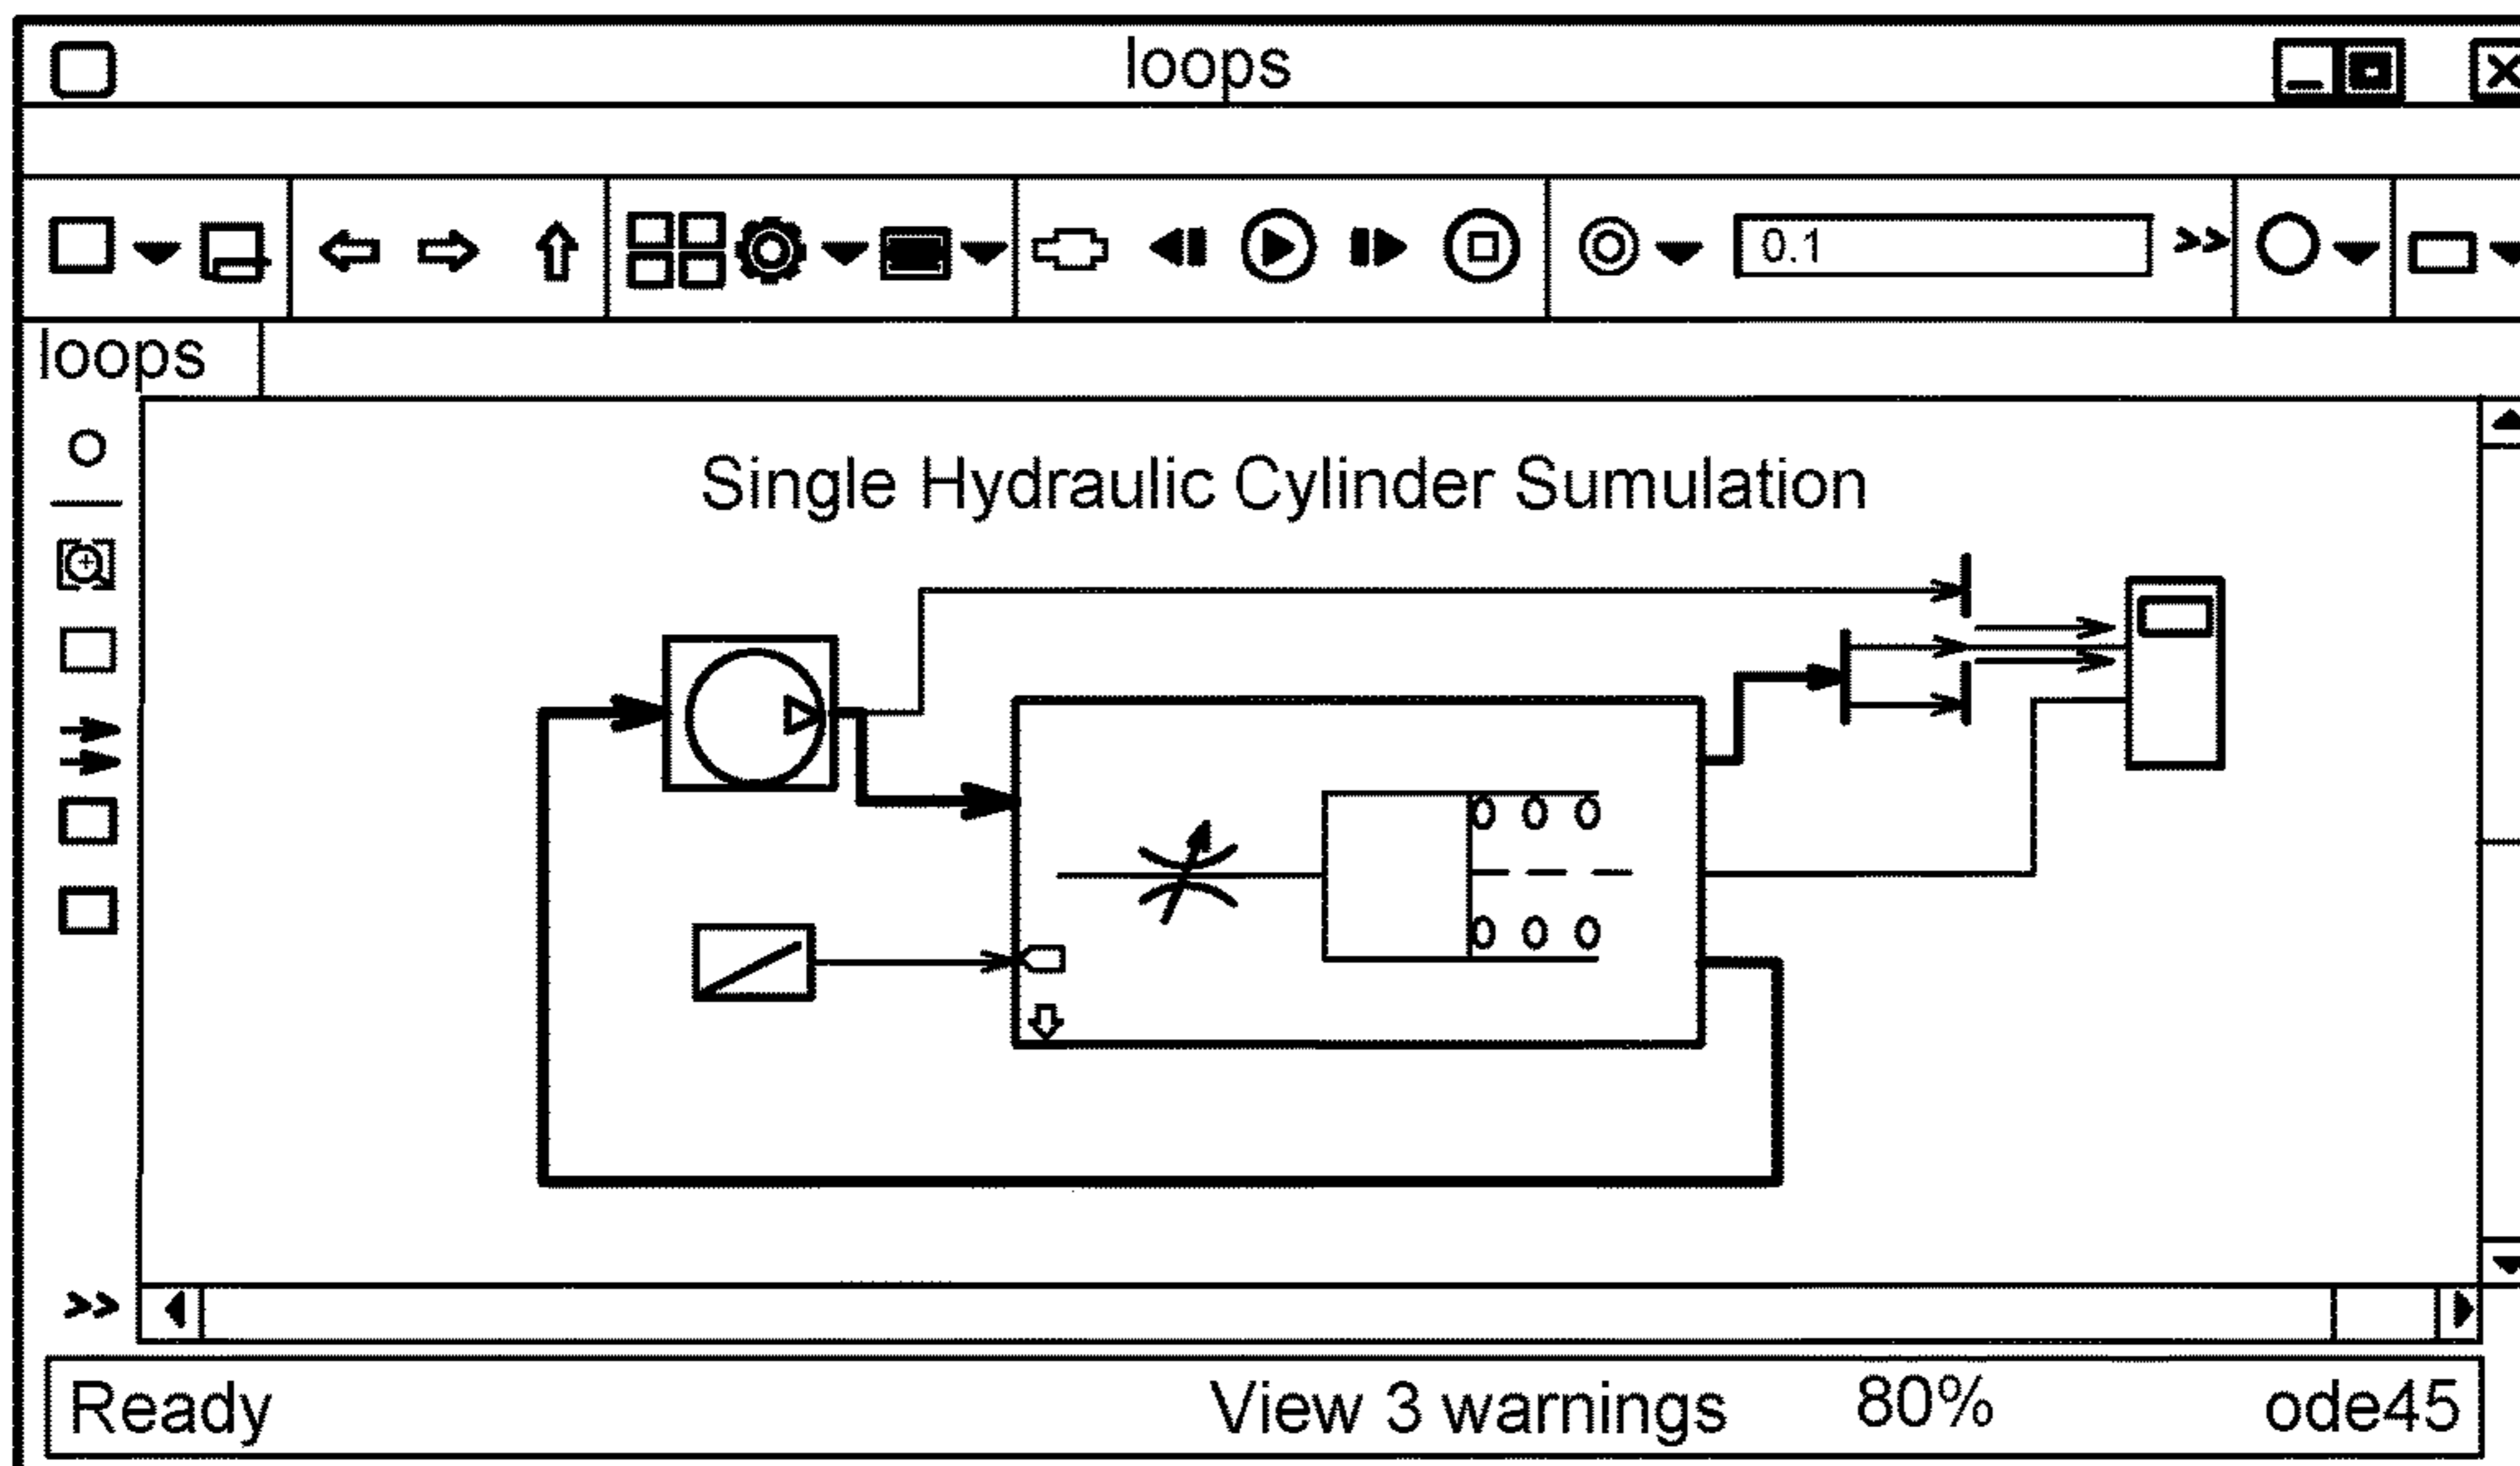 loops
0.1
loops
Single Hydraulic Cylinder Sumulation
Ready View 3 warnings 80% ode45